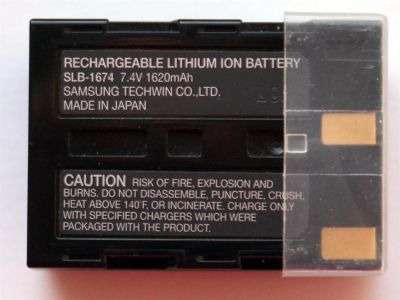 RECHARGEABLE LITHIUM ION BATTERY
SLB-1674 7,4V 1620mAh
SAMSUNG TECHWIN CO.,LTD.
MADE IN JAPAN
CAUTION RISK OF FIRE, EXPLOSION AND
BURNS. DO NOT DISASSEMBLE, PUNCTURE, CRUSH,
HEAT ABOVE 140˚F, OR INCINERATE. CHARGE ONLY
WITH SPECIFIED CHARGERS WHICH WERE
PACKAGED WITH THE PRODUCT.